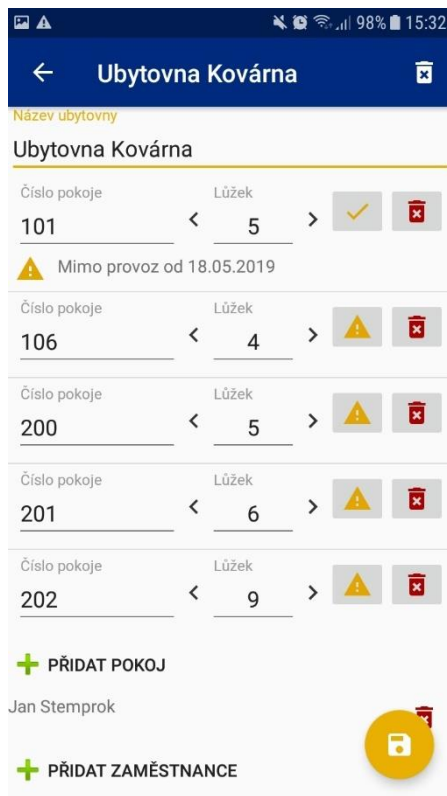 98% 15:32
Ubytovna Kovárna
Název ubytovny
Ubytovna Kovárna
Číslo pokoje Lůžek
101 5
Mimo provoz od 18.05.2019
Číslo pokoje Lůžek
106 4
Číslo pokoje Lůžek
200 5
Číslo pokoje Lůžek
201 6
Číslo pokoje Lůžek
202 9
PŘIDAT POKOJ
Jan Stemprok
PŘIDAT ZAMĚSTNANCE